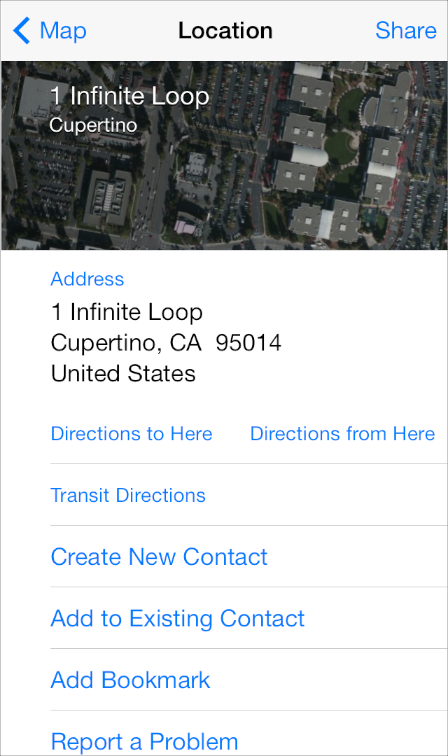 Map
Location
Share
1 Infinite Loop
Cupertino
Address
1 Infinite Loop
Cupertino, CA  95014
United States
Directions to Here
Directions from Here
Transit Directions
Create New Contact
Add to Existing Contact
Add Bookmark
Report a Problem